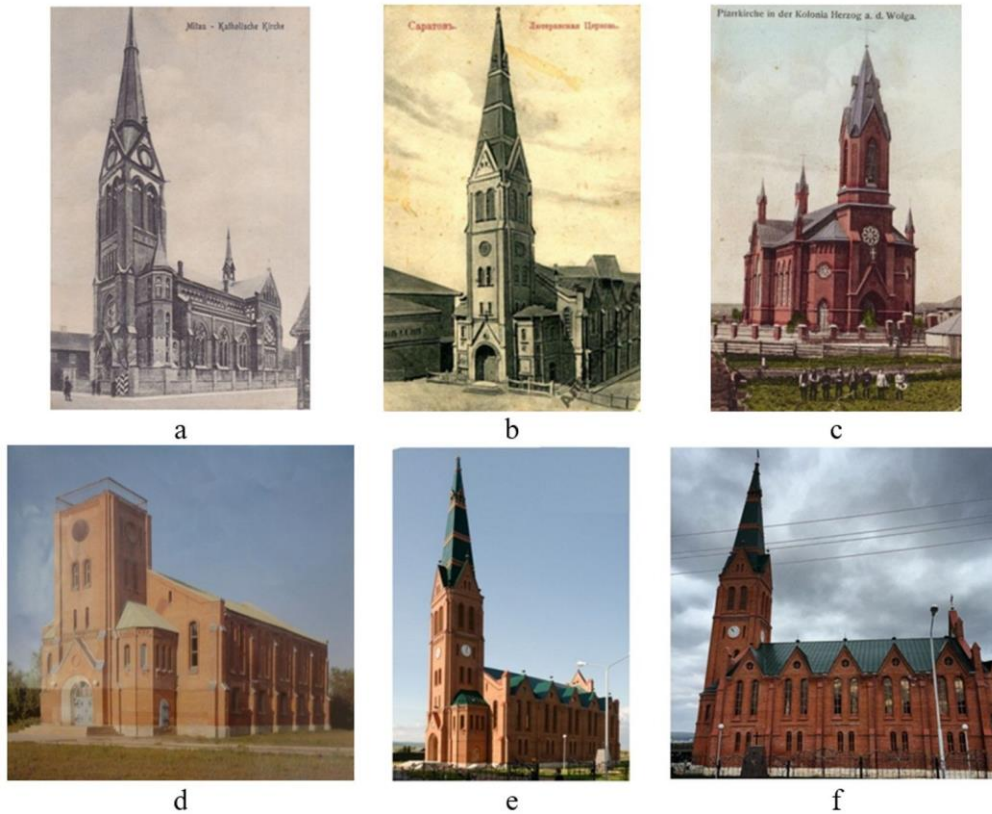 Mitau - Katholische Kirche
Саратовъ. Лютеранская Церковь.
Pfarrkirche in der Kolonia Herzog a. d. Wolga.
a
b
c
d
e
f